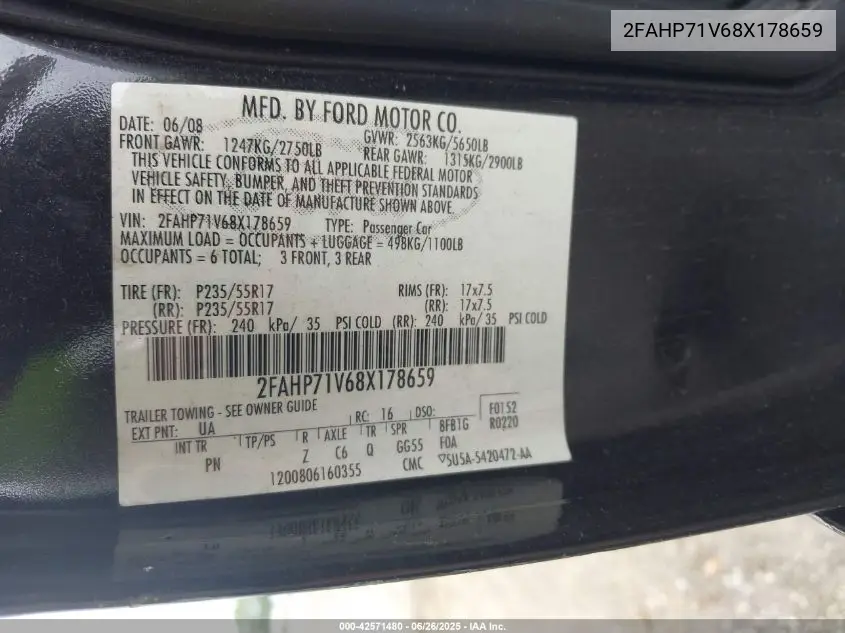 2FAHP71V68X178659
MFD. BY FORD MOTOR CO.
DATE: 06/08 GVWR: 2563KG/5650LB
FRONT GAWR: 1247KG/2750LB REAR GAWR: 1315KG/2900LB
THIS VEHICLE CONFORMS TO ALL APPLICABLE FEDERAL MOTOR
VEHICLE SAFETY, BUMPER, AND THEFT PREVENTION STANDARDS
IN EFFECT ON THE DATE OF MANUFACTURE SHOWN ABOVE
VIN: 2FAHP71V68X178659 TYPE: Passenger Car
MAXIMUM LOAD = OCCUPANTS + LUGGAGE = 498KG/1100LB
OCCUPANTS = 6 TOTAL; 3 FRONT, 3 REAR
TIRE (FR): P235/55R17 RIMS (FR): 17x7.5
(RR): P235/55R17 (RR): 17x7.5
PRESSURE (FR): 240 kPa/ 35 PSI COLD (RR): 240 kPa/ 35 PSI COLD
2FAHP71V68X178659
TRAILER TOWING - SEE OWNER GUIDE
EXT PNT: UA RC: 16 DSO: F0152
INT TR TP/PS R AXLE TR SPR BFB1G R0220
PN Z C6 Q GG55 FOA
1200806160355 CMC ▽5U5A-5420472-AA
000-42571480 - 06/26/2025 - IAA Inc.